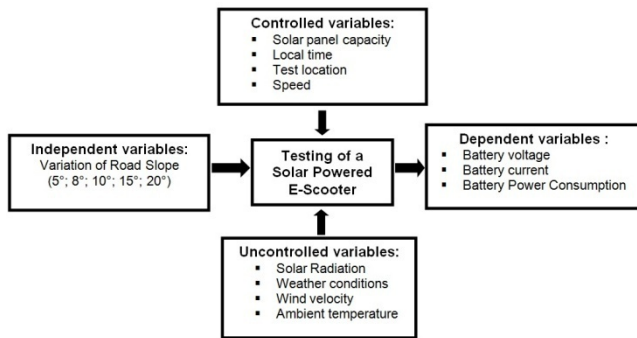 Controlled variables:
▪ Solar panel capacity
▪ Local time
▪ Test location
▪ Speed
Independent variables:
Variation of Road Slope
(5°; 8°; 10°; 15°; 20°)
Testing of a
Solar Powered
E-Scooter
Dependent variables :
▪ Battery voltage
▪ Battery current
▪ Battery Power Consumption
Uncontrolled variables:
▪ Solar Radiation
▪ Weather conditions
▪ Wind velocity
▪ Ambient temperature